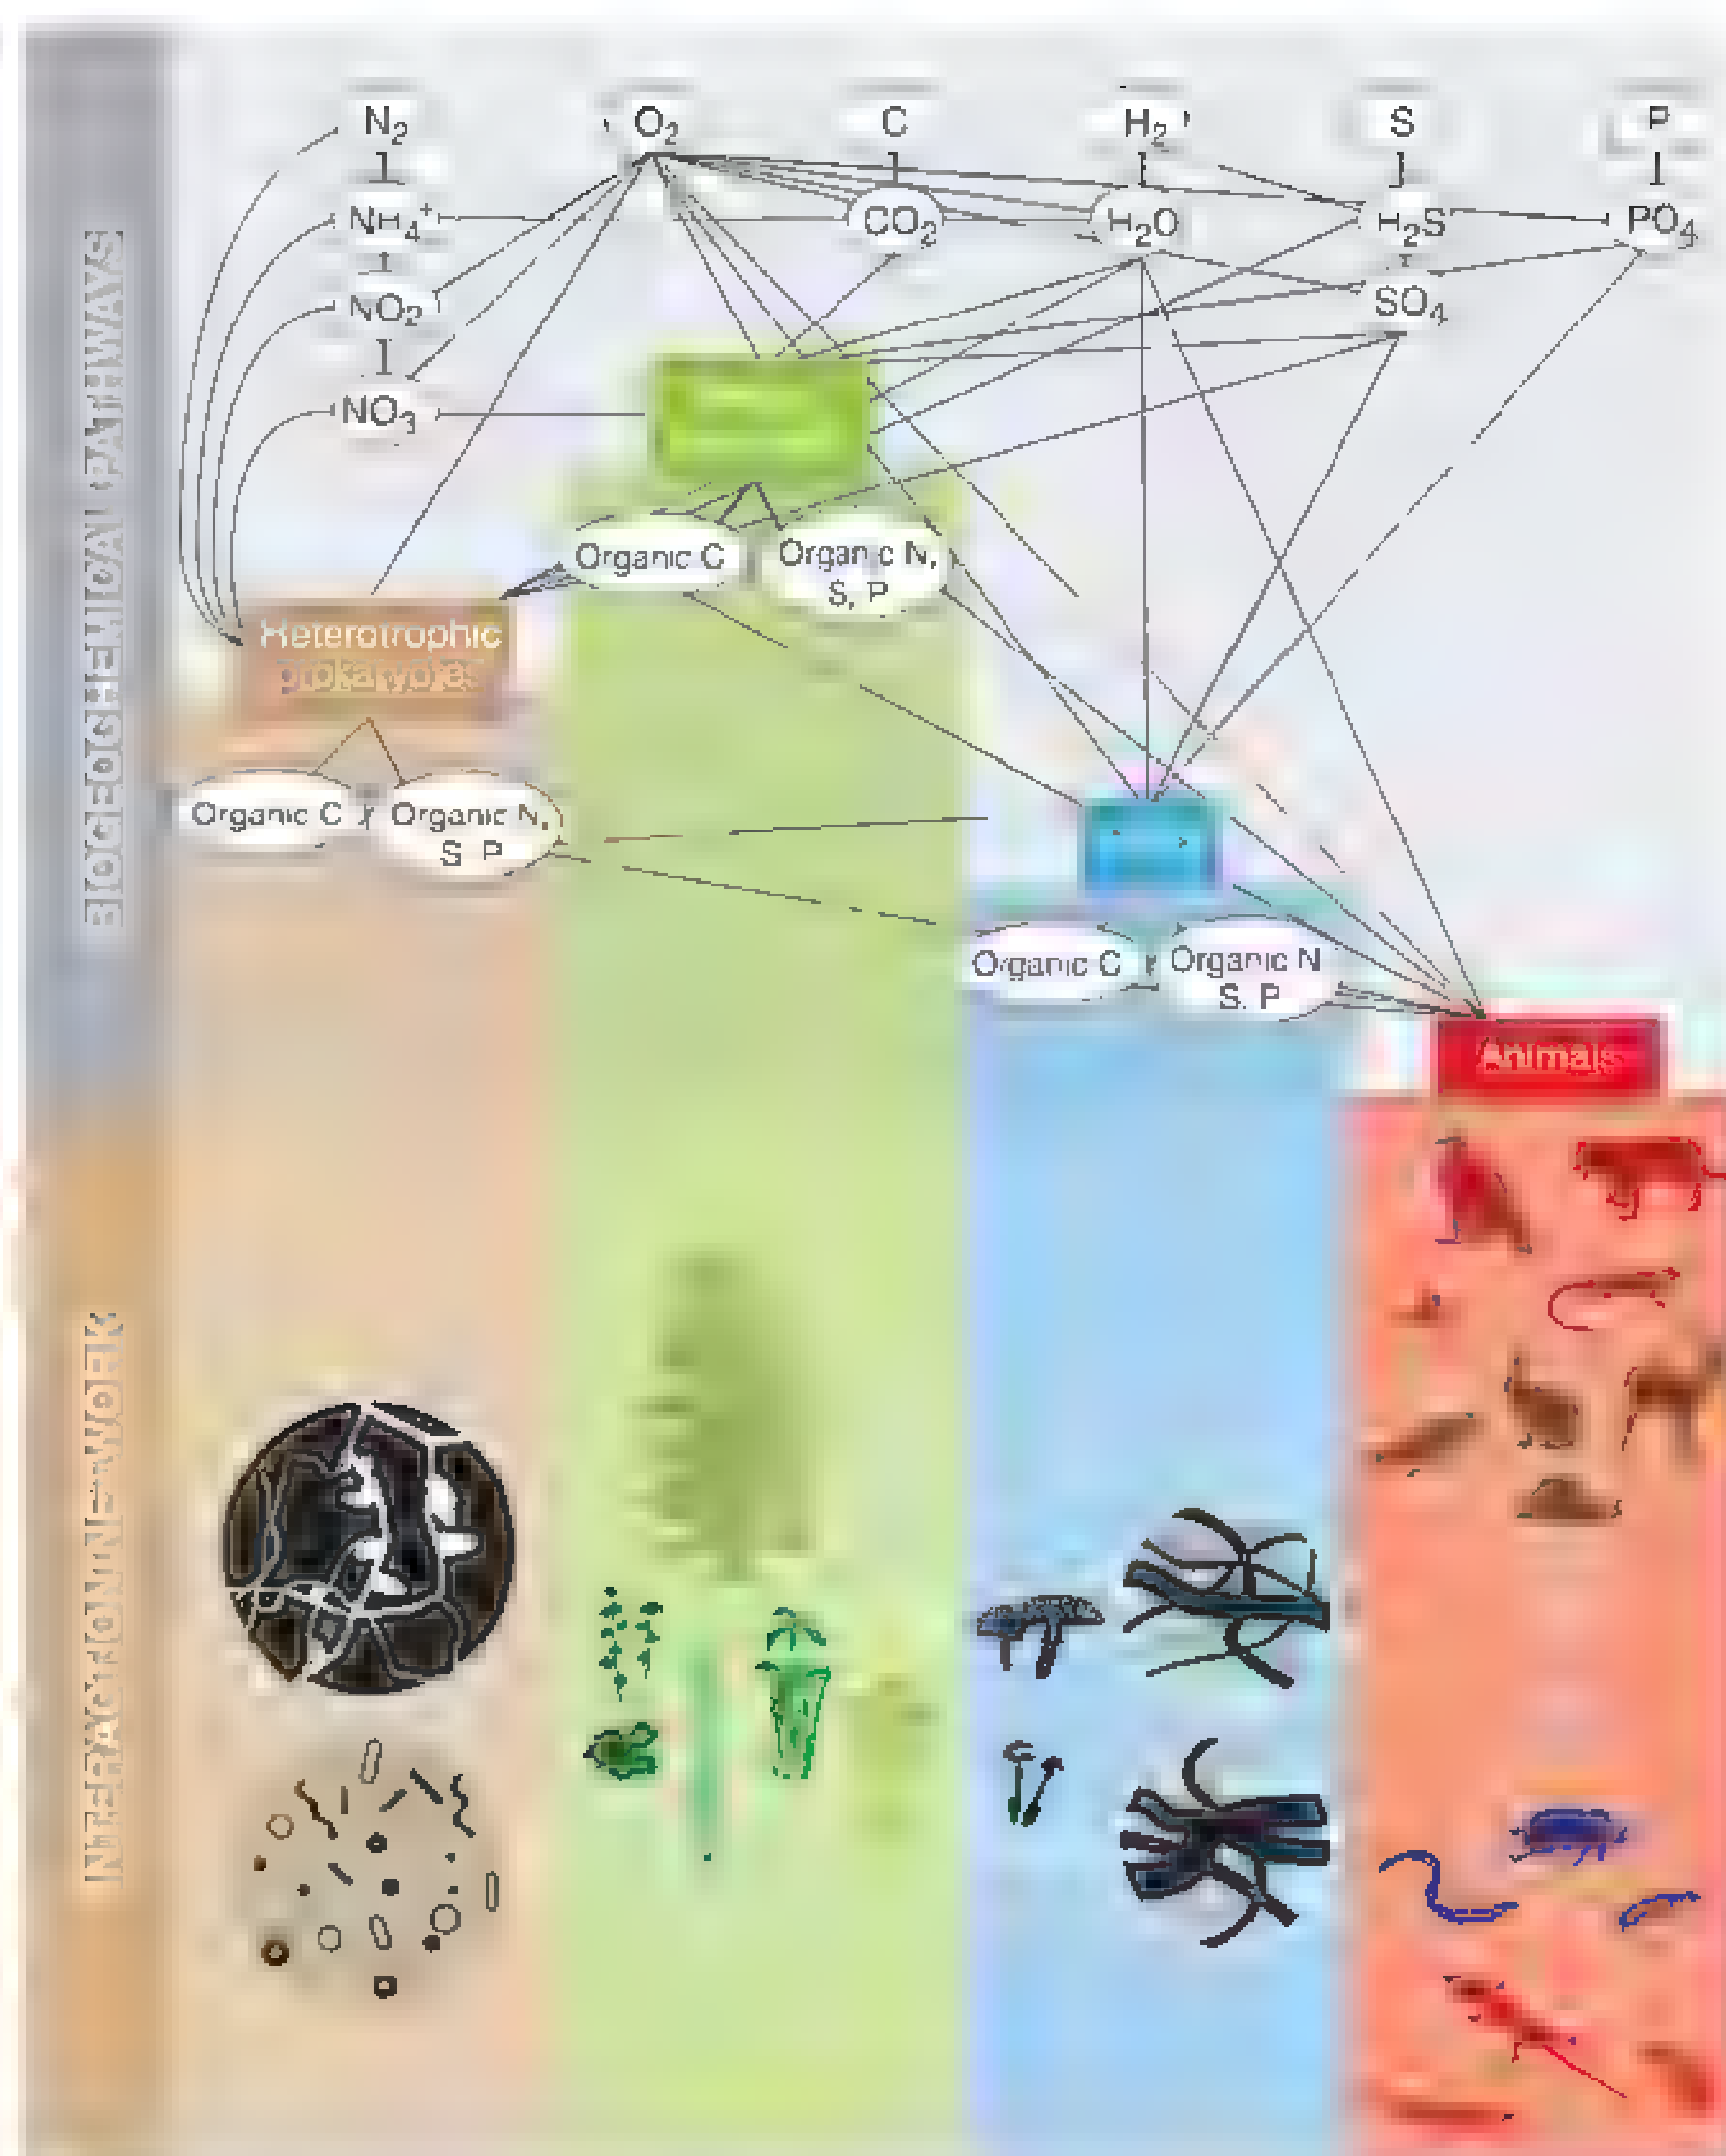 N₂ O₂ C H₂ S P
NH₄⁺ CO₂ H₂O H₂S PO₄
NO₂ SO₄
NO₃
Organic C Organic N,
S, P
Heterotrophic
prokaryotes
Organic C Organic N,
S P
Organic C Organic N
S. P
Animals
BIOGEOCHEMICAL PATHWAYS
INTERACTION NETWORK